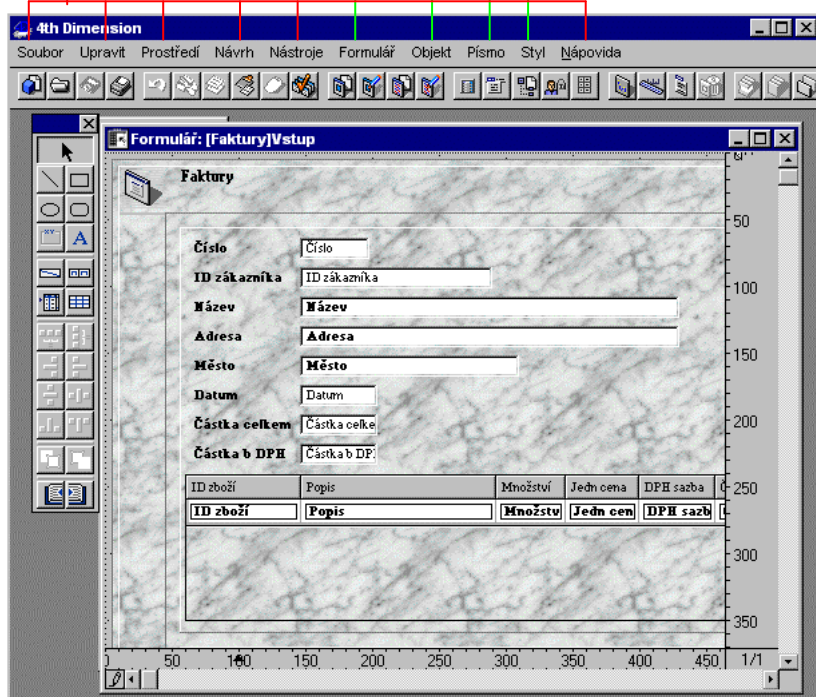 4th Dimension
Soubor Upravit Prostředí Návrh Nástroje Formulář Objekt Písmo Styl Nápovida
Formulář: [Faktury]Vstup
Faktury
50
Číslo Číslo
ID zákazníka ID zákazníka
100
Název Název
Adresa Adresa
150
Město Město
Datum Datum
Částka celkem Částka celke
200
Částka b DPH Částka b DP
ID zboží Popis Množství Jedn cena DPH sazba Č
250
ID zboží Popis Množstv Jedn cen DPH sazb
300
350
50 100 150 200 250 300 350 400 450 1/1